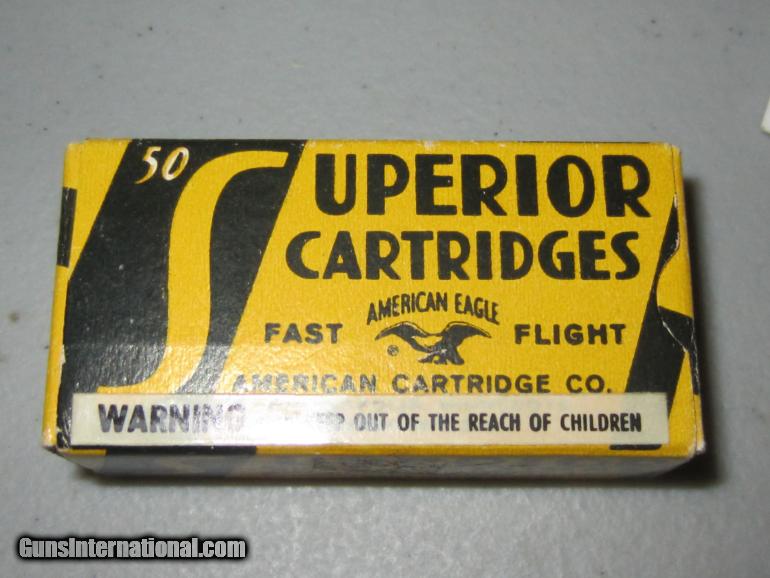 50
SUPERIOR
CARTRIDGES
AMERICAN EAGLE
FAST FLIGHT
AMERICAN CARTRIDGE CO.
WARNING KEEP OUT OF THE REACH OF CHILDREN
GunsInternational.com